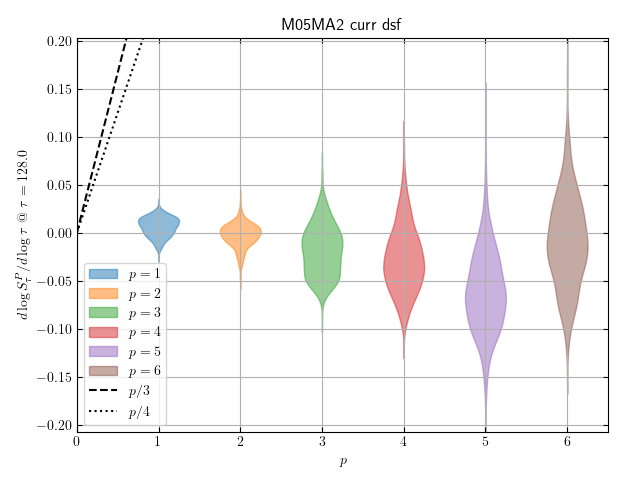 M05MA2 curr dsf
d log S_τ^P / d log τ @ τ = 128.0
0.20
0.15
0.10
0.05
0.00
−0.05
−0.10
−0.15
−0.20
p = 1
p = 2
p = 3
p = 4
p = 5
p = 6
p/3
p/4
0 1 2 3 4 5 6
p